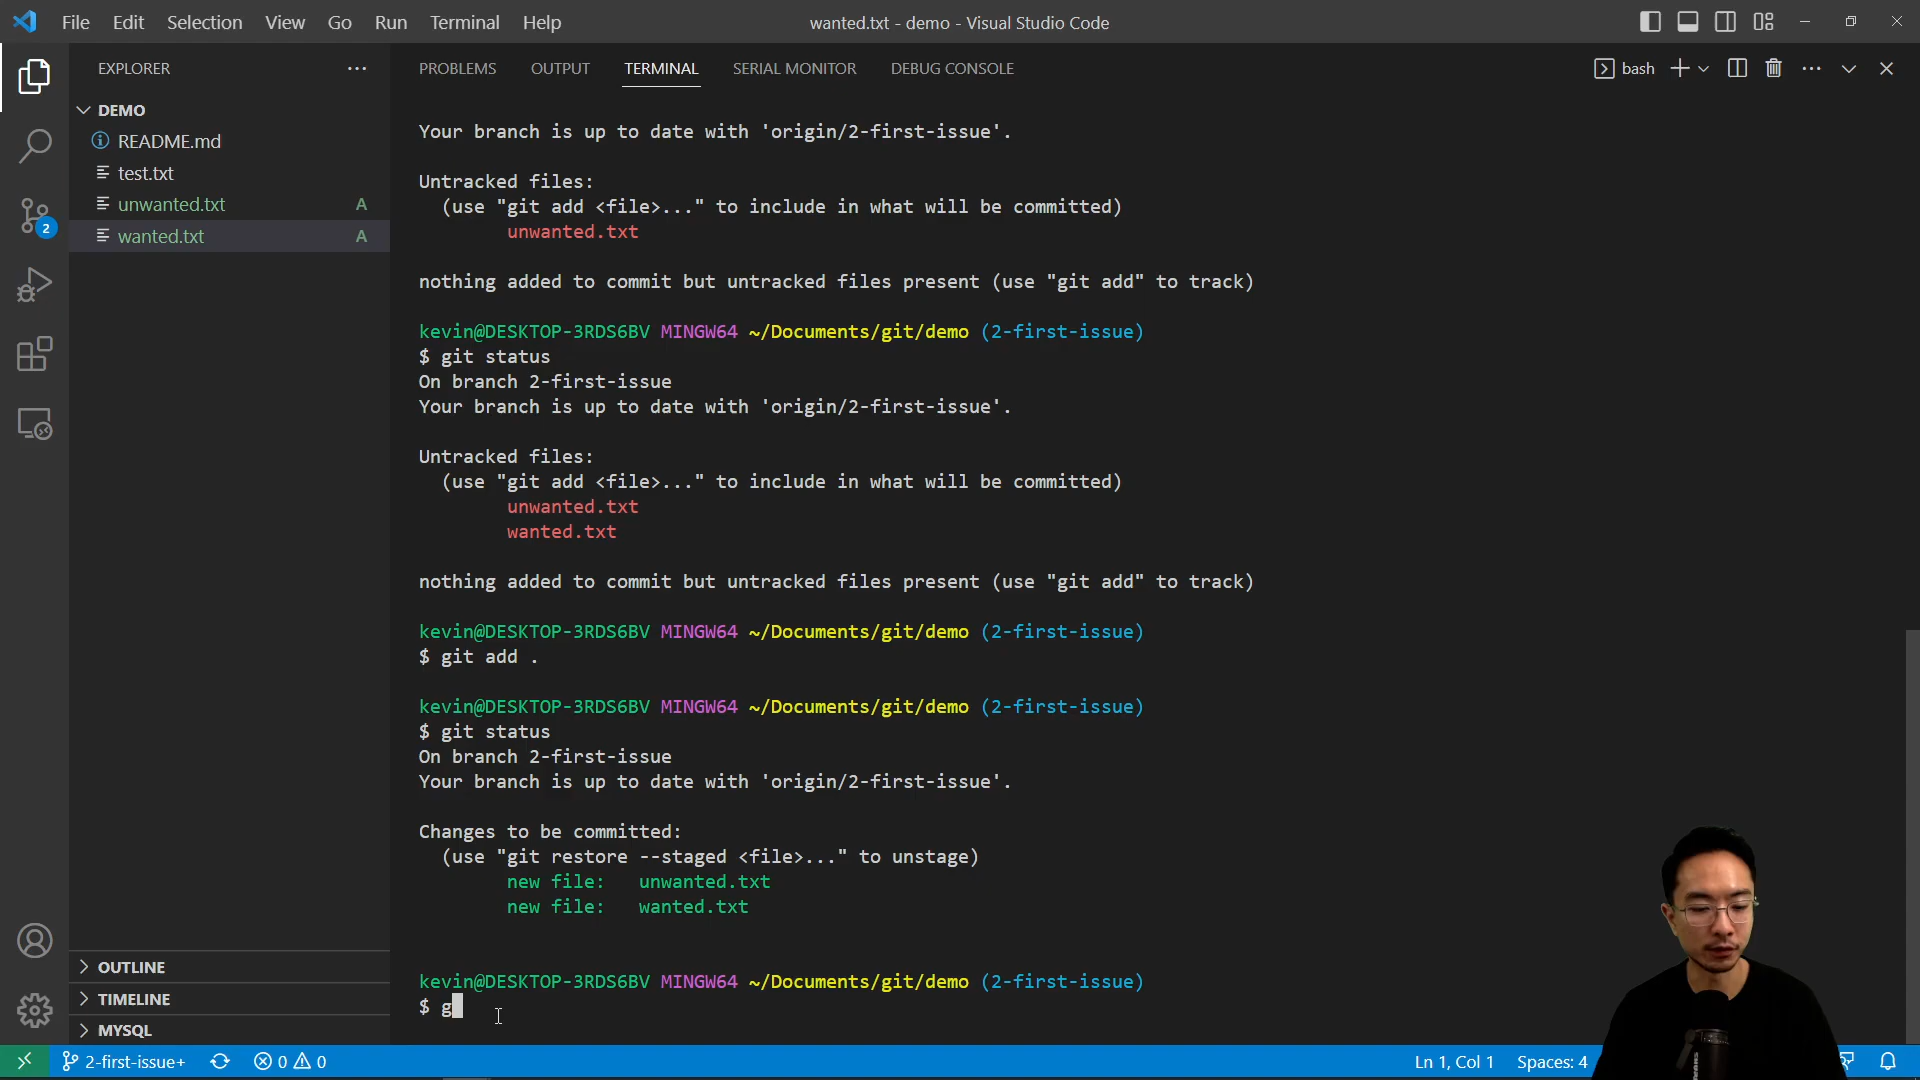 File Edit Selection View Go Run Terminal Help
wanted.txt - demo - Visual Studio Code
EXPLORER
DEMO
README.md
test.txt
unwanted.txt A
wanted.txt A
2
OUTLINE
TIMELINE
MYSQL
PROBLEMS OUTPUT TERMINAL SERIAL MONITOR DEBUG CONSOLE
bash
Your branch is up to date with 'origin/2-first-issue'.
Untracked files:
(use "git add <file>..." to include in what will be committed)
unwanted.txt
nothing added to commit but untracked files present (use "git add" to track)
kevin@DESKTOP-3RDS6BV MINGW64 ~/Documents/git/demo (2-first-issue)
$ git status
On branch 2-first-issue
Your branch is up to date with 'origin/2-first-issue'.
Untracked files:
(use "git add <file>..." to include in what will be committed)
unwanted.txt
wanted.txt
nothing added to commit but untracked files present (use "git add" to track)
kevin@DESKTOP-3RDS6BV MINGW64 ~/Documents/git/demo (2-first-issue)
$ git add .
kevin@DESKTOP-3RDS6BV MINGW64 ~/Documents/git/demo (2-first-issue)
$ git status
On branch 2-first-issue
Your branch is up to date with 'origin/2-first-issue'.
Changes to be committed:
(use "git restore --staged <file>..." to unstage)
new file: unwanted.txt
new file: wanted.txt
kevin@DESKTOP-3RDS6BV MINGW64 ~/Documents/git/demo (2-first-issue)
$ g
2-first-issue+ 0 0
Ln 1, Col 1 Spaces: 4